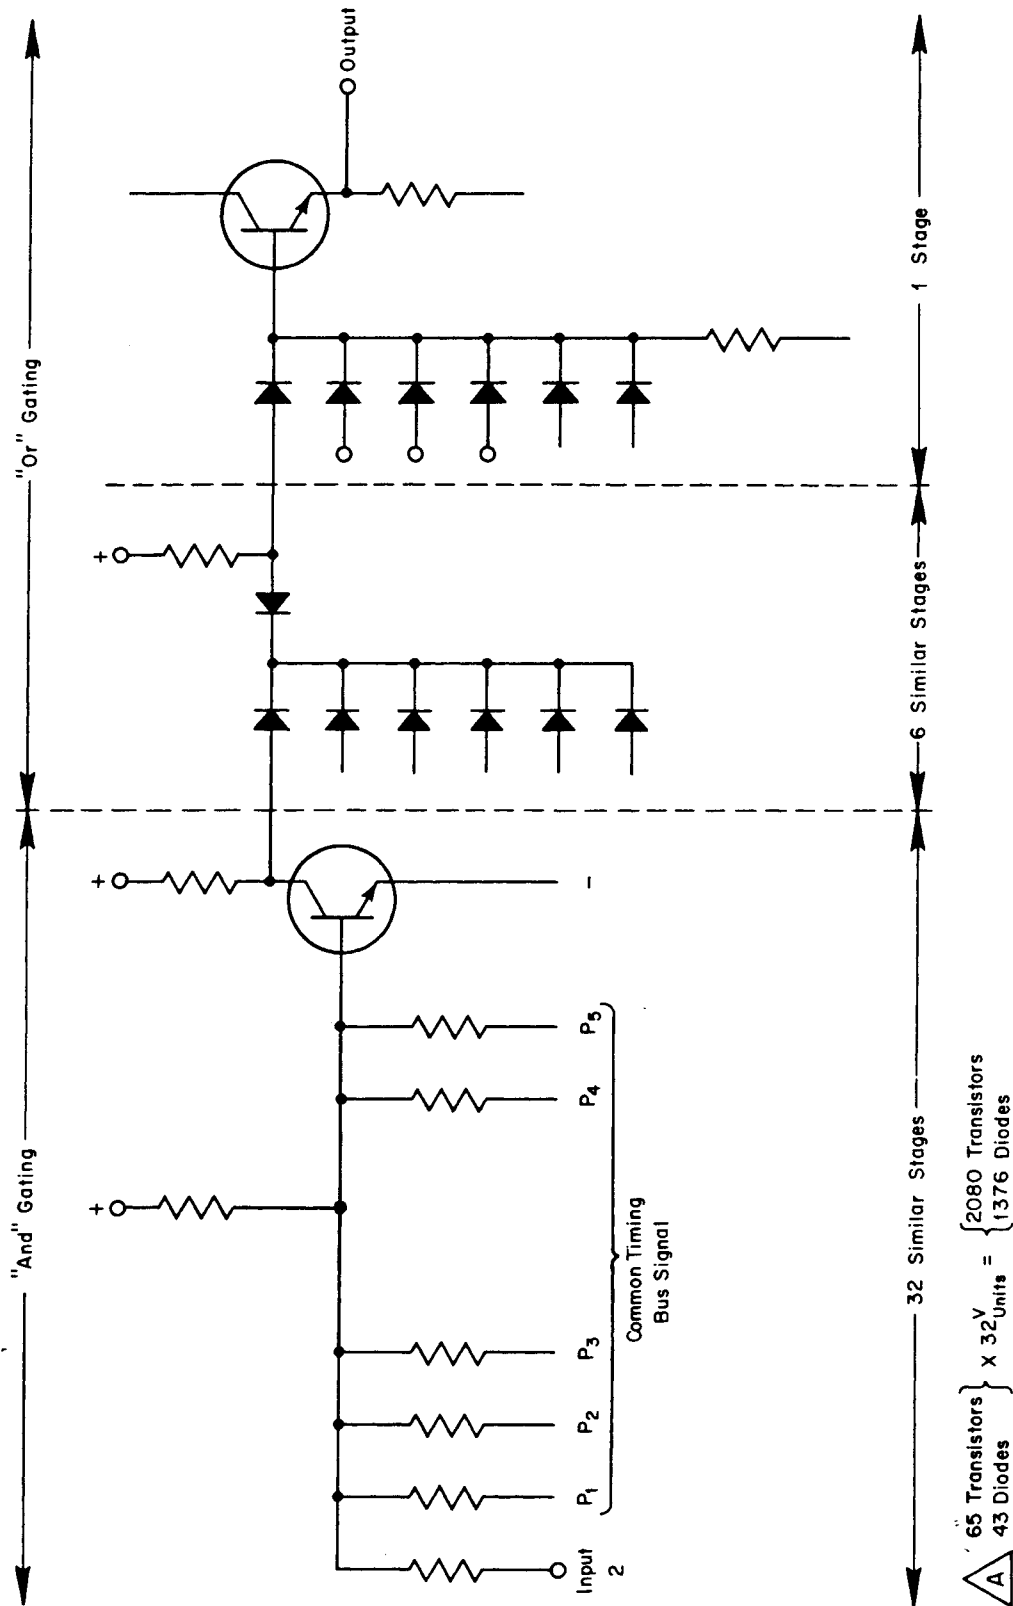 "And" Gating
"Or" Gating
+
+
+
Output
Input
2
P1
P2
P3
P4
P5
Common Timing
Bus Signal
−
32 Similar Stages
6 Similar Stages
1 Stage
A
65 Transistors
43 Diodes
} X 32 V Units = {
2080 Transistors
1376 Diodes